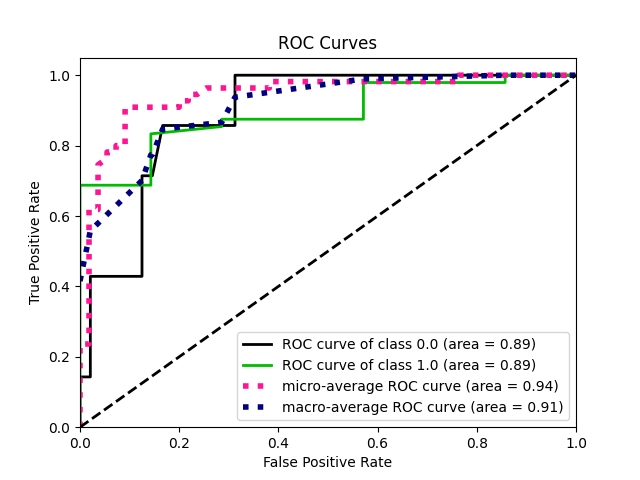 ROC Curves
1.0
0.8
0.6
0.4
0.2
0.0
True Positive Rate
ROC curve of class 0.0 (area = 0.89)
ROC curve of class 1.0 (area = 0.89)
micro-average ROC curve (area = 0.94)
macro-average ROC curve (area = 0.91)
0.0 0.2 0.4 0.6 0.8 1.0
False Positive Rate